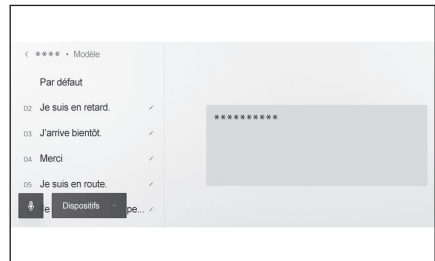 < **** • Modèle
Par défaut
02 Je suis en retard.
03 J'arrive bientôt.
04 Merci
05 Je suis en route.
Dispositifs
e pe...
**********